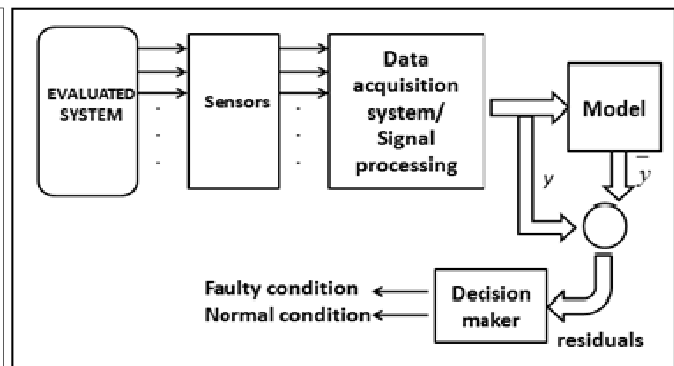 EVALUATED
SYSTEM
Sensors
Data
acquisition
system/
Signal
processing
Model
y
ȳ
Decision
maker
residuals
Faulty condition
Normal condition